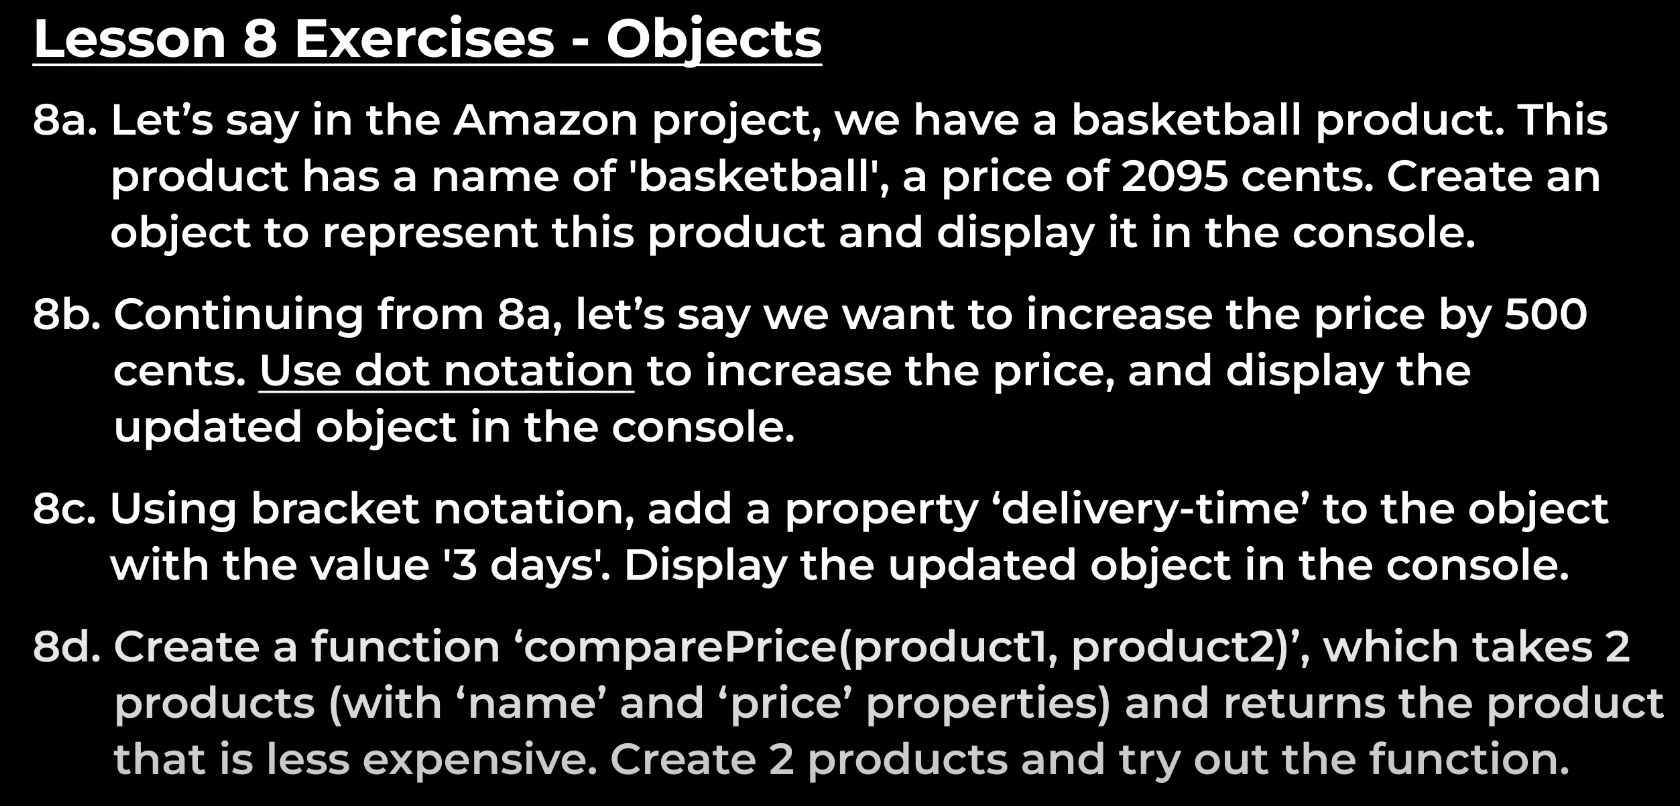 Lesson 8 Exercises - Objects
8a. Let’s say in the Amazon project, we have a basketball product. This
product has a name of 'basketball', a price of 2095 cents. Create an
object to represent this product and display it in the console.
8b. Continuing from 8a, let’s say we want to increase the price by 500
cents. Use dot notation to increase the price, and display the
updated object in the console.
8c. Using bracket notation, add a property ‘delivery-time’ to the object
with the value '3 days'. Display the updated object in the console.
8d. Create a function ‘comparePrice(product1, product2)’, which takes 2
products (with ‘name’ and ‘price’ properties) and returns the product
that is less expensive. Create 2 products and try out the function.